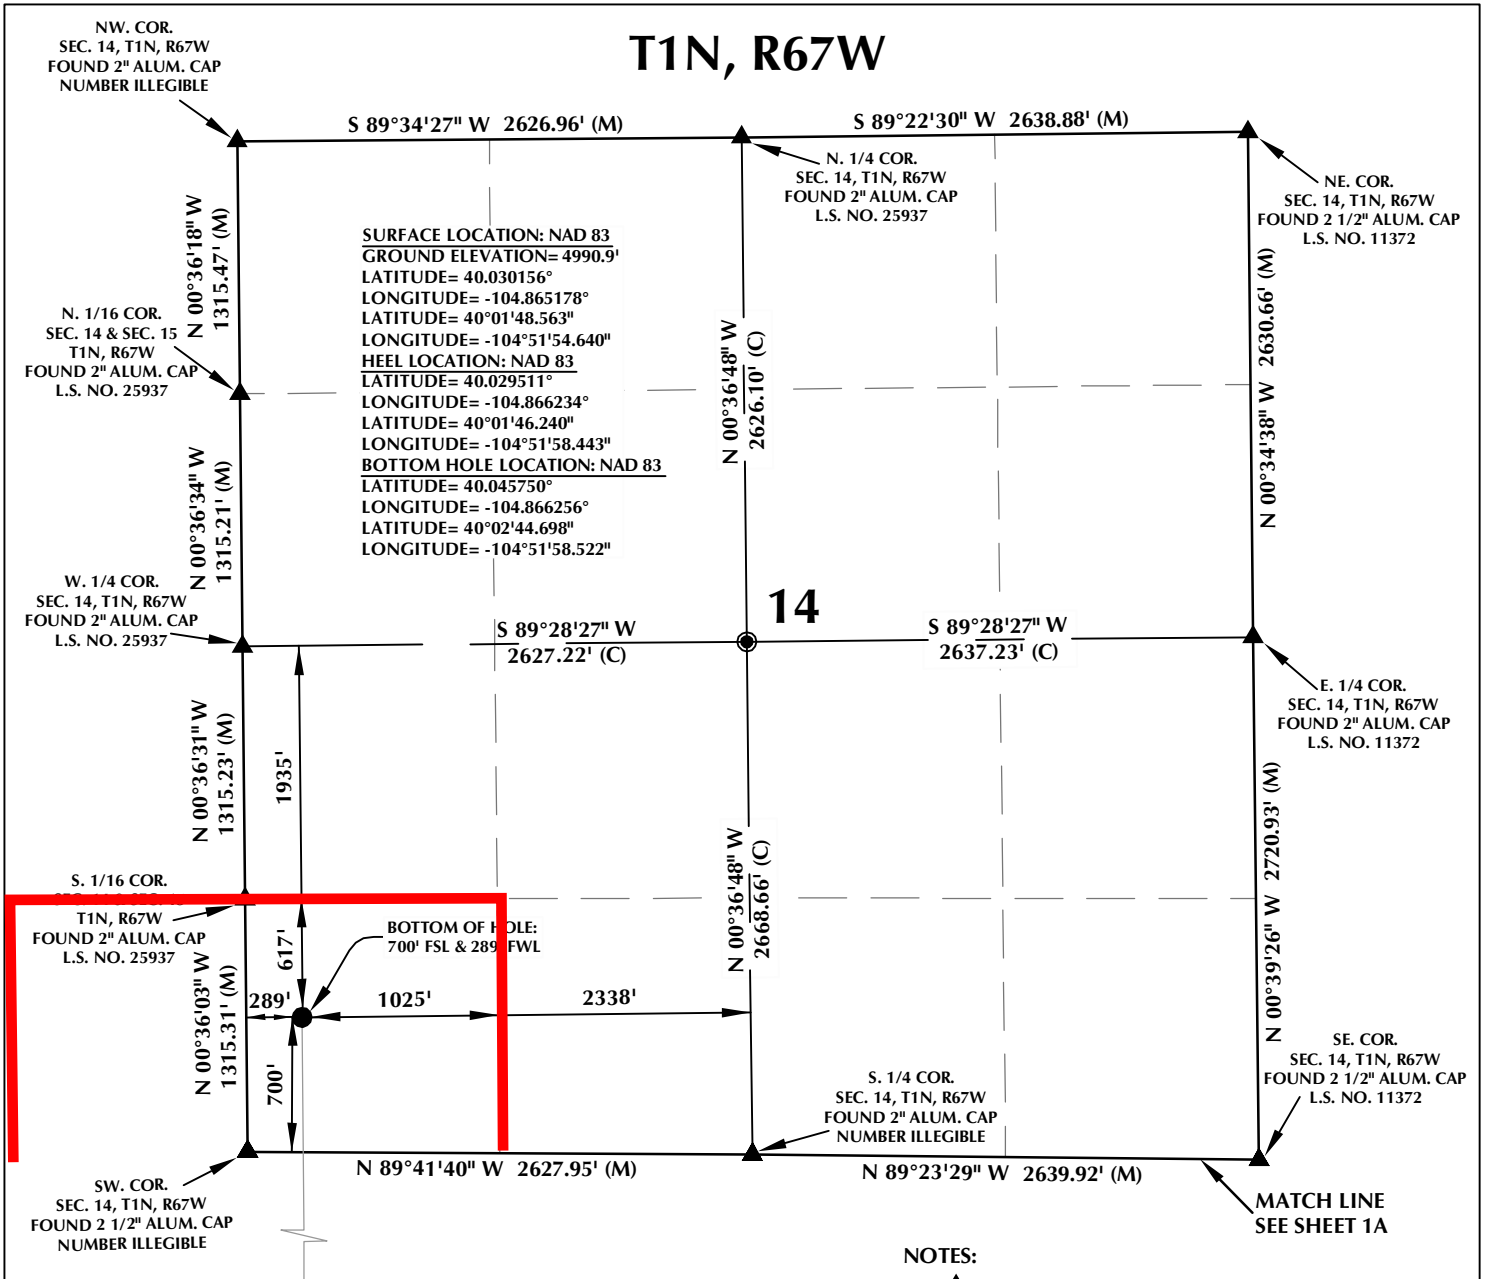 T1N, R67W
NW. COR.
SEC. 14, T1N, R67W
FOUND 2" ALUM. CAP
NUMBER ILLEGIBLE
S 89°34'27" W 2626.96' (M)
S 89°22'30" W 2638.88' (M)
N. 1/4 COR.
SEC. 14, T1N, R67W
FOUND 2" ALUM. CAP
L.S. NO. 25937
NE. COR.
SEC. 14, T1N, R67W
FOUND 2 1/2" ALUM. CAP
L.S. NO. 11372
N 00°36'18" W
1315.47' (M)
SURFACE LOCATION: NAD 83
GROUND ELEVATION= 4990.9'
LATITUDE= 40.030156°
LONGITUDE= -104.865178°
LATITUDE= 40°01'48.563"
LONGITUDE= -104°51'54.640"
HEEL LOCATION: NAD 83
LATITUDE= 40.029511°
LONGITUDE= -104.866234°
LATITUDE= 40°01'46.240"
LONGITUDE= -104°51'58.443"
BOTTOM HOLE LOCATION: NAD 83
LATITUDE= 40.045750°
LONGITUDE= -104.866256°
LATITUDE= 40°02'44.698"
LONGITUDE= -104°51'58.522"
N. 1/16 COR.
SEC. 14 & SEC. 15
T1N, R67W
FOUND 2" ALUM. CAP
L.S. NO. 25937
N 00°36'48" W
2626.10' (C)
N 00°34'38" W 2630.66' (M)
N 00°36'34" W
1315.21' (M)
W. 1/4 COR.
SEC. 14, T1N, R67W
FOUND 2" ALUM. CAP
L.S. NO. 25937
14
S 89°28'27" W
2627.22' (C)
S 89°28'27" W
2637.23' (C)
E. 1/4 COR.
SEC. 14, T1N, R67W
FOUND 2" ALUM. CAP
L.S. NO. 11372
N 00°36'31" W
1315.23' (M)
1935'
N 00°36'48" W
2668.66' (C)
N 00°39'26" W 2720.93' (M)
S. 1/16 COR.
T1N, R67W
FOUND 2" ALUM. CAP
L.S. NO. 25937
BOTTOM OF HOLE:
700' FSL & 289' FWL
617'
289'
1025'
2338'
N 00°36'03" W
1315.31' (M)
700'
S. 1/4 COR.
SEC. 14, T1N, R67W
FOUND 2" ALUM. CAP
NUMBER ILLEGIBLE
SE. COR.
SEC. 14, T1N, R67W
FOUND 2 1/2" ALUM. CAP
L.S. NO. 11372
N 89°41'40" W 2627.95' (M)
N 89°23'29" W 2639.92' (M)
SW. COR.
SEC. 14, T1N, R67W
FOUND 2 1/2" ALUM. CAP
NUMBER ILLEGIBLE
MATCH LINE
SEE SHEET 1A
NOTES: